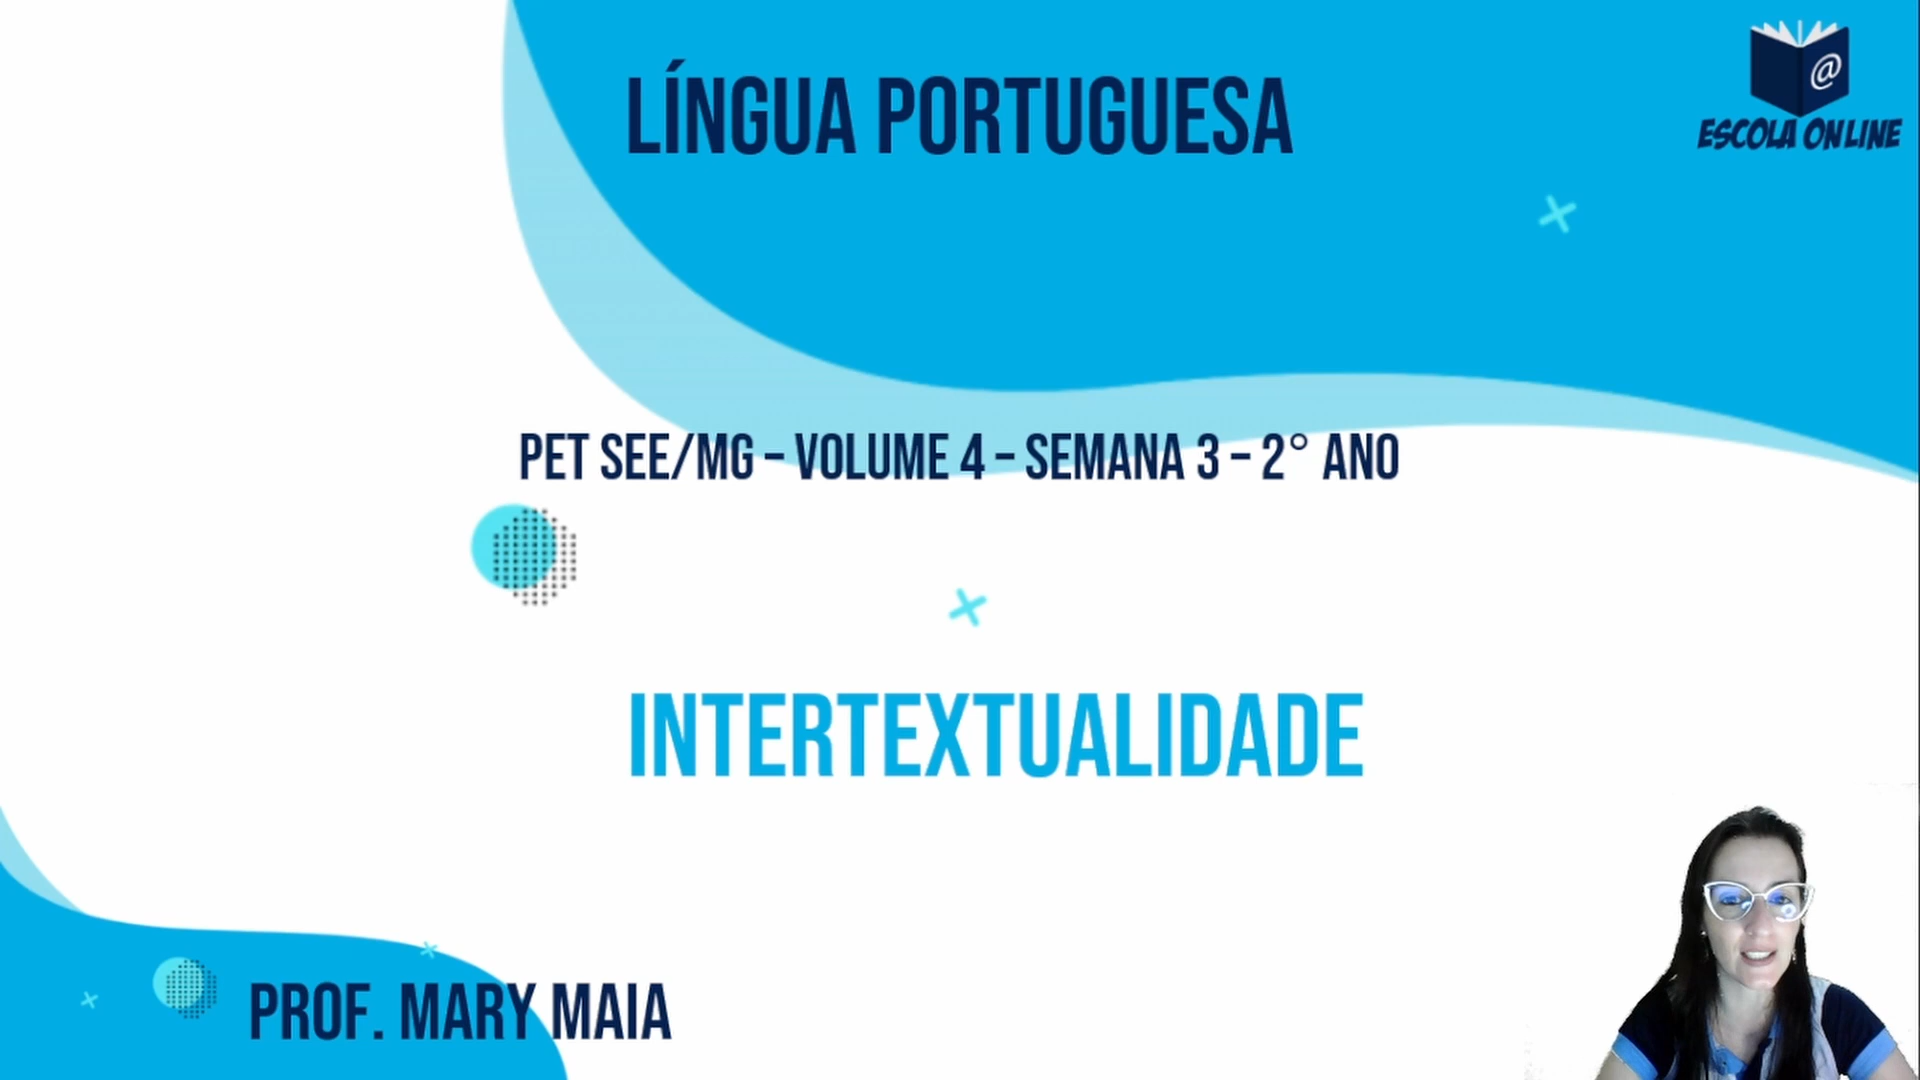 LÍNGUA PORTUGUESA
@
ESCOLA ONLINE
PET SEE/MG – VOLUME 4 – SEMANA 3 – 2° ANO
INTERTEXTUALIDADE
PROF. MARY MAIA